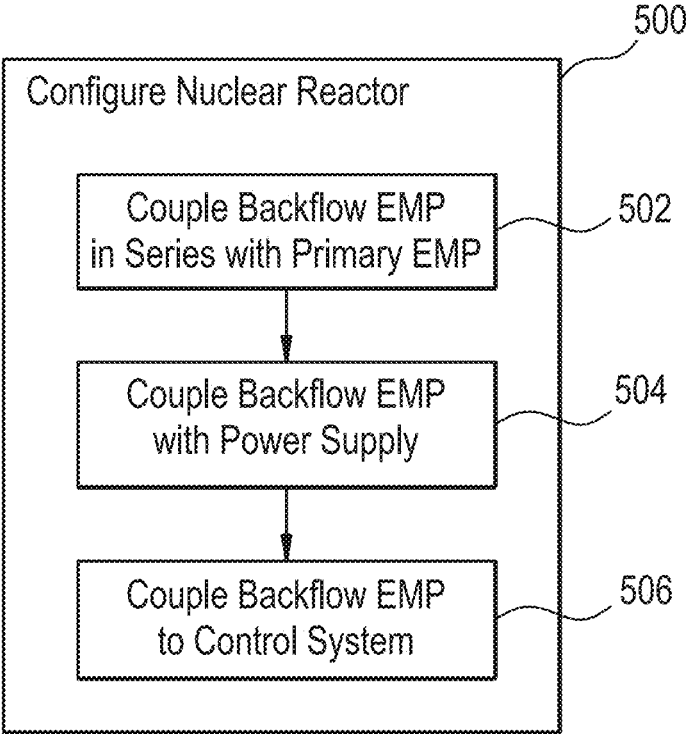 500
Configure Nuclear Reactor
Couple Backflow EMP
in Series with Primary EMP
502
Couple Backflow EMP
with Power Supply
504
Couple Backflow EMP
to Control System
506